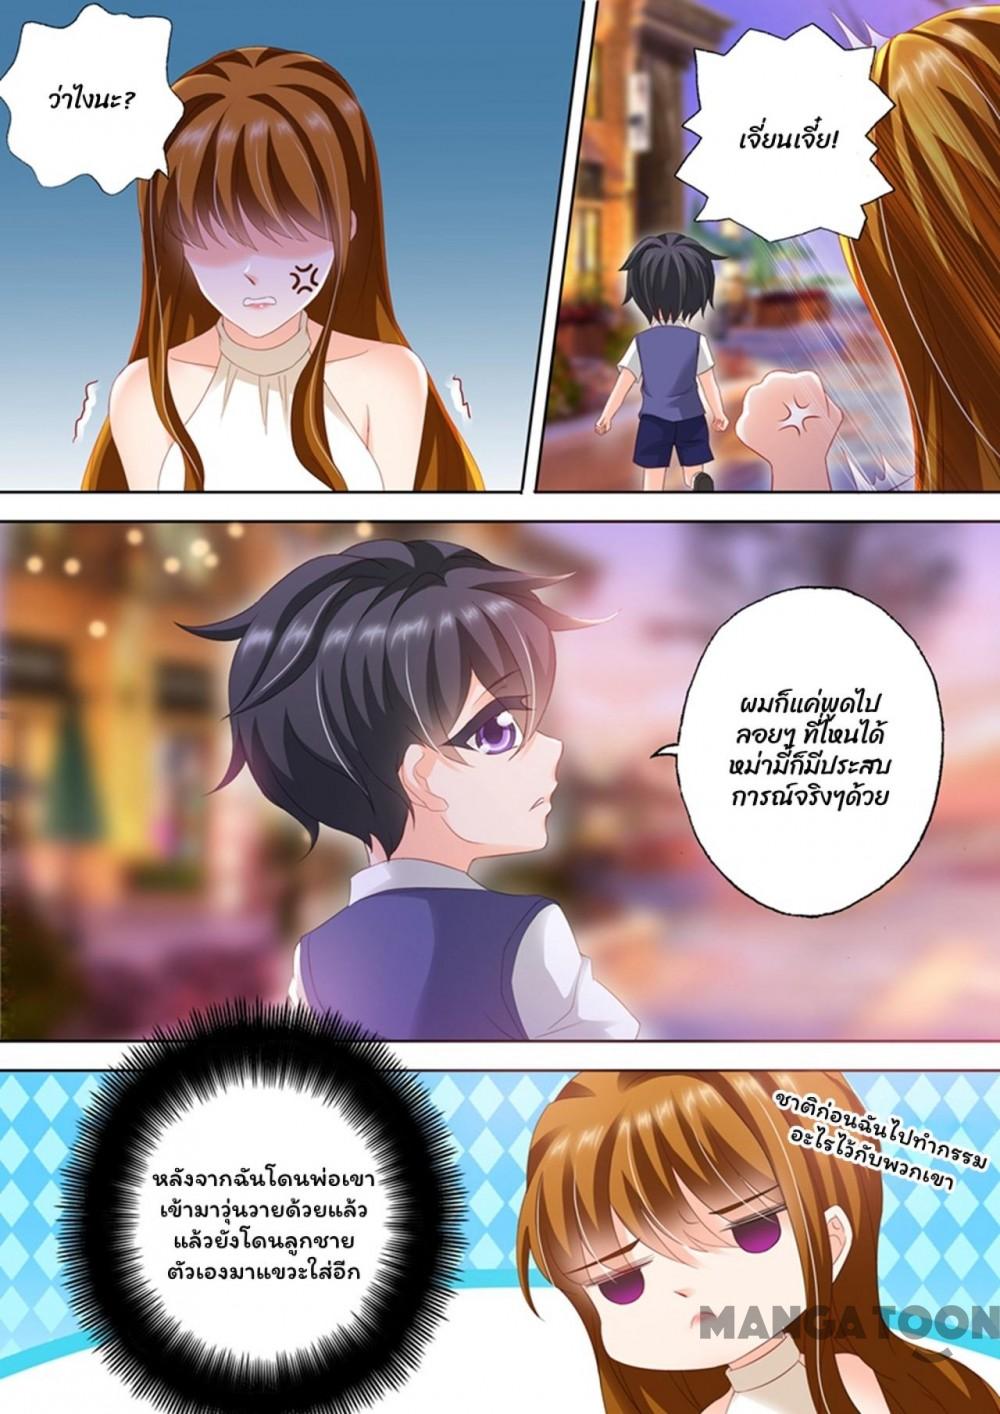 ว่าไงนะ?
เจี่ยนเจี๋ย!
ผมก็แค่พูดไป
ลอยๆ ที่ไหนได้
หม่ามี้ก็มีประสบ
การณ์จริงๆด้วย
ชาติก่อนฉันไปทำกรรม
อะไรไว้กับพวกเขา
หลังจากฉันโดนพ่อเขา
เข้ามาวุ่นวายด้วยแล้ว
แล้วยังโดนลูกชาย
ตัวเองมาแขวะใส่อีก
MANGATOON